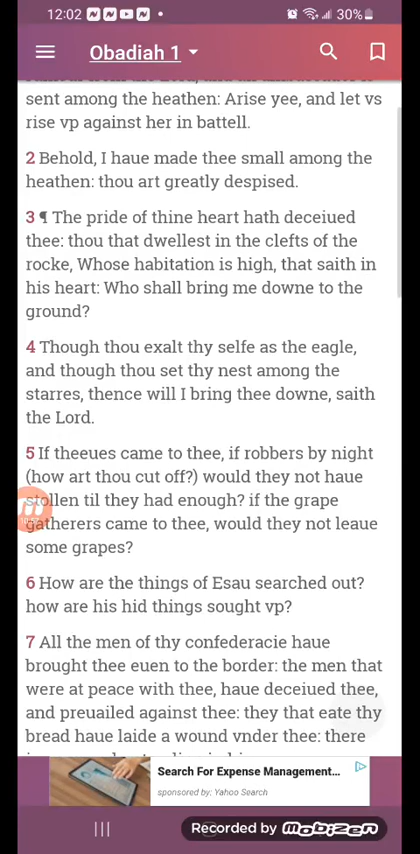 12:02
30%
Obadiah 1
sent among the heathen: Arise yee, and let vs
rise vp against her in battell.
2 Behold, I haue made thee small among the
heathen: thou art greatly despised.
3 ¶ The pride of thine heart hath deceiued
thee: thou that dwellest in the clefts of the
rocke, Whose habitation is high, that saith in
his heart: Who shall bring me downe to the
ground?
4 Though thou exalt thy selfe as the eagle,
and though thou set thy nest among the
starres, thence will I bring thee downe, saith
the Lord.
5 If theeues came to thee, if robbers by night
(how art thou cut off?) would they not haue
stollen til they had enough? if the grape
gatherers came to thee, would they not leaue
some grapes?
6 How are the things of Esau searched out?
how are his hid things sought vp?
7 All the men of thy confederacie haue
brought thee euen to the border: the men that
were at peace with thee, haue deceiued thee,
and preuailed against thee: they that eate thy
bread haue laide a wound vnder thee: there
Search For Expense Management...
sponsored by: Yahoo Search
Recorded by mobizen